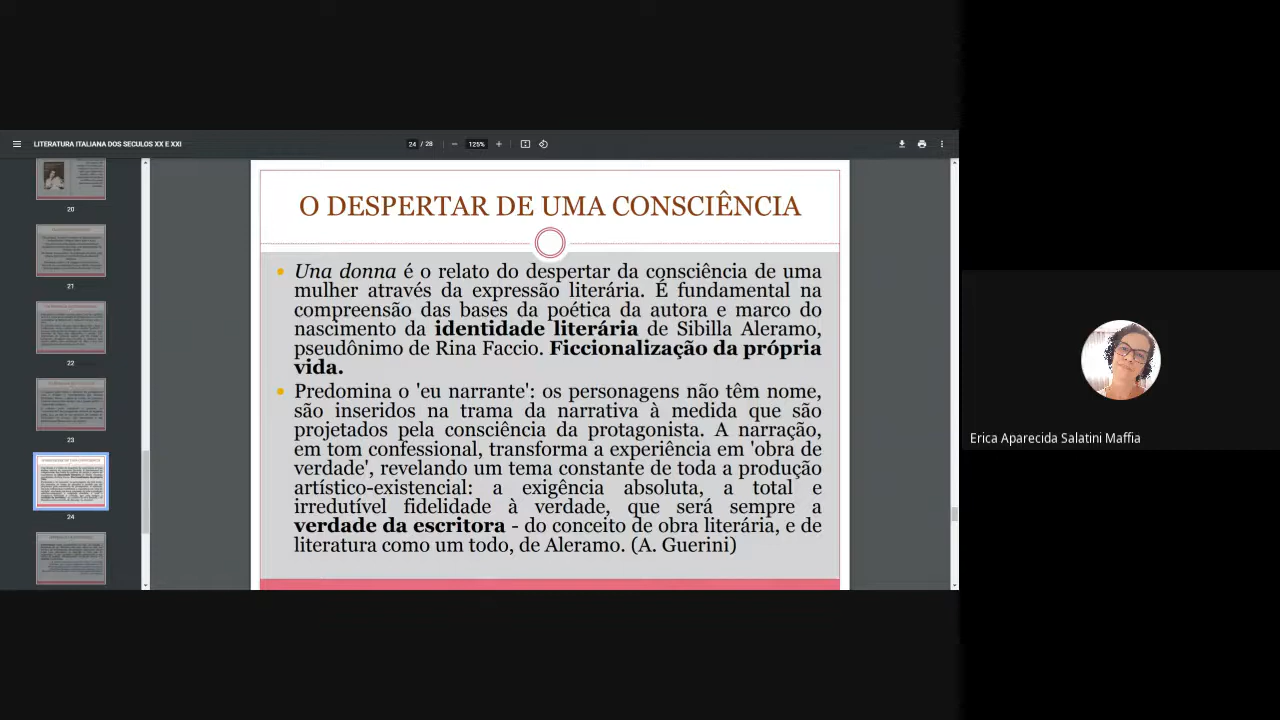 LITERATURA ITALIANA DOS SECULOS XX E XXI
24 / 28
125%
20
21
22
23
24
O DESPERTAR DE UMA CONSCIÊNCIA
Una donna é o relato do despertar da consciência de uma
mulher através da expressão literária. É fundamental na
compreensão das bases da poética da autora e marco do
nascimento da identidade literária de Sibilla Aleramo,
pseudônimo de Rina Faccio. Ficcionalização da própria
vida.
Predomina o 'eu narrante': os personagens não têm nome,
são inseridos na trama da narrativa à medida que são
projetados pela consciência da protagonista. A narração,
em tom confessional, transforma a experiência em 'obra de
verdade', revelando um tema constante de toda a produção
artístico-existencial: a exigência absoluta, a total e
irredutível fidelidade à verdade, que será sempre a
verdade da escritora - do conceito de obra literária, e de
literatura como um todo, de Aleramo. (A. Guerini)
Erica Aparecida Salatini Maffia